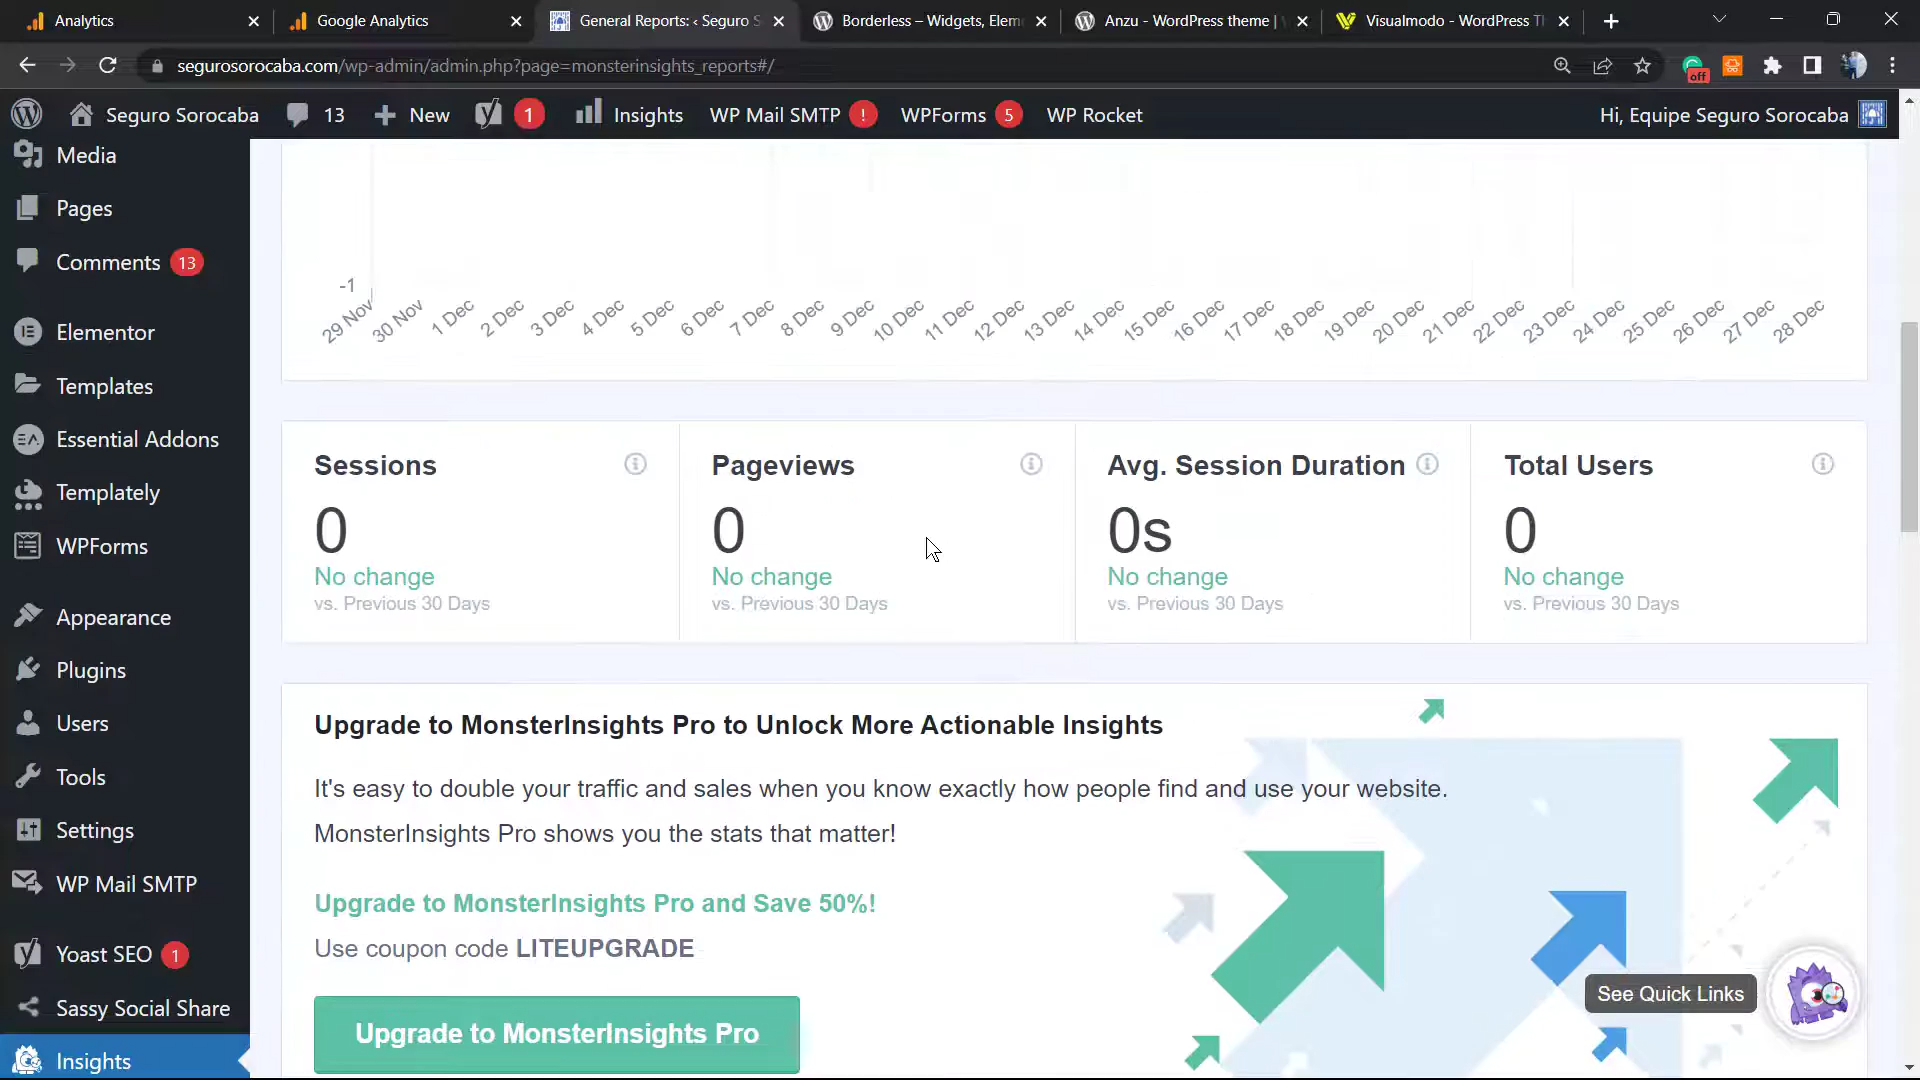 Analytics
Google Analytics
General Reports: ‹ Seguro S
Borderless – Widgets, Elem
Anzu - WordPress theme |
Visualmodo - WordPress Th
segurosorocaba.com/wp-admin/admin.php?page=monsterinsights_reports#/
off
Seguro Sorocaba
13
New
1
Insights
WP Mail SMTP
!
WPForms
5
WP Rocket
Hi, Equipe Seguro Sorocaba
Media
Pages
Comments 13
Elementor
Templates
Essential Addons
Templately
WPForms
Appearance
Plugins
Users
Tools
Settings
WP Mail SMTP
Yoast SEO 1
Sassy Social Share
Insights
-1
29 Nov
30 Nov
1 Dec
2 Dec
3 Dec
4 Dec
5 Dec
6 Dec
7 Dec
8 Dec
9 Dec
10 Dec
11 Dec
12 Dec
13 Dec
14 Dec
15 Dec
16 Dec
17 Dec
18 Dec
19 Dec
20 Dec
21 Dec
22 Dec
23 Dec
24 Dec
25 Dec
26 Dec
27 Dec
28 Dec
Sessions
0
No change
vs. Previous 30 Days
Pageviews
0
No change
vs. Previous 30 Days
Avg. Session Duration
0s
No change
vs. Previous 30 Days
Total Users
0
No change
vs. Previous 30 Days
Upgrade to MonsterInsights Pro to Unlock More Actionable Insights
It's easy to double your traffic and sales when you know exactly how people find and use your website.
MonsterInsights Pro shows you the stats that matter!
Upgrade to MonsterInsights Pro and Save 50%!
Use coupon code LITEUPGRADE
Upgrade to MonsterInsights Pro
See Quick Links